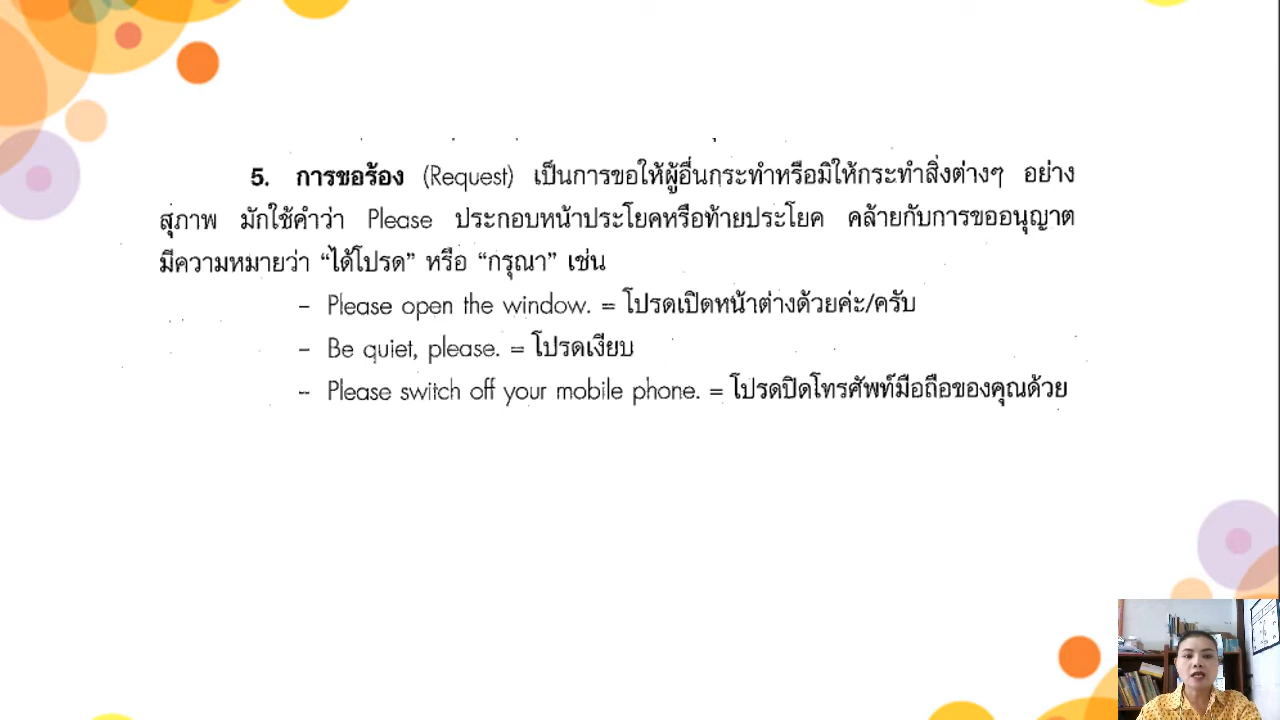 5. การขอร้อง (Request) เป็นการขอให้ผู้อื่นกระทำหรือมิให้กระทำสิ่งต่างๆ อย่าง
สุภาพ มักใช้คำว่า Please ประกอบหน้าประโยคหรือท้ายประโยค คล้ายกับการขออนุญาต
มีความหมายว่า “ได้โปรด” หรือ “กรุณา” เช่น
– Please open the window. = โปรดเปิดหน้าต่างด้วยค่ะ/ครับ
– Be quiet, please. = โปรดเงียบ
– Please switch off your mobile phone. = โปรดปิดโทรศัพท์มือถือของคุณด้วย